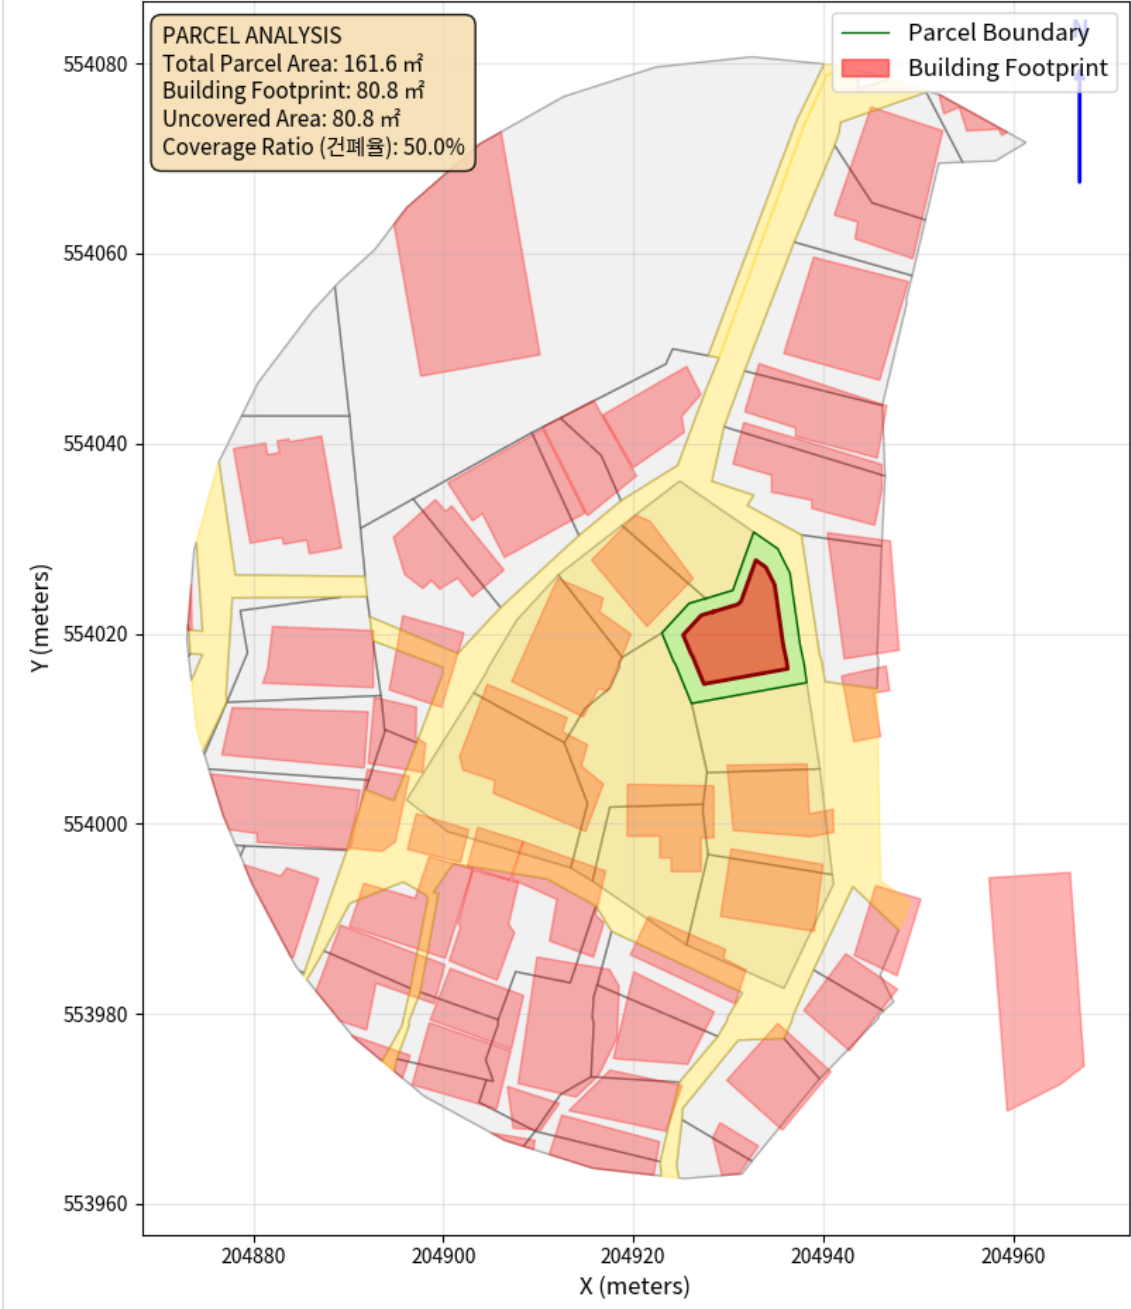 PARCEL ANALYSIS
Total Parcel Area: 161.6 ㎡
Building Footprint: 80.8 ㎡
Uncovered Area: 80.8 ㎡
Coverage Ratio (건폐율): 50.0%
Parcel Boundary
Building Footprint
N
554080
554060
554040
554020
554000
553980
553960
Y (meters)
204880
204900
204920
204940
204960
X (meters)